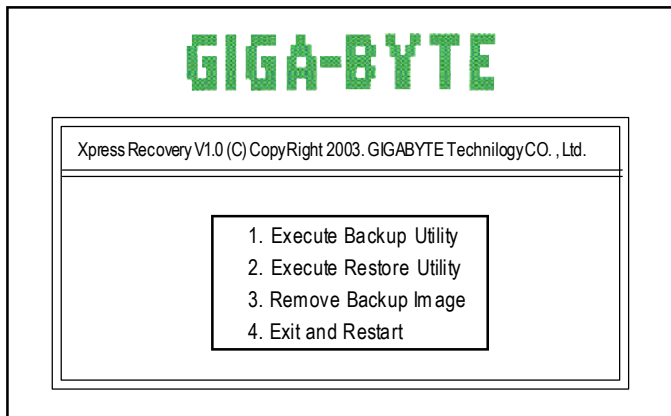 GIGA-BYTE
Xpress Recovery V1.0 (C) CopyRight 2003. GIGABYTE Technilogy CO. , Ltd.
1. Execute Backup Utility
2. Execute Restore Utility
3. Remove Backup Image
4. Exit and Restart